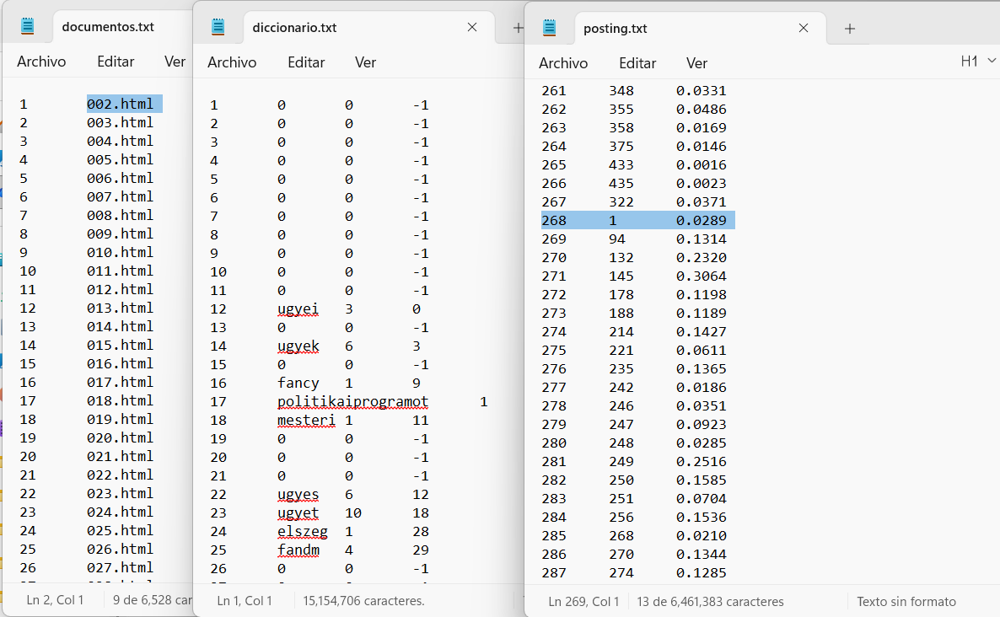 documentos.txt
Archivo Editar Ver
1 002.html
2 003.html
3 004.html
4 005.html
5 006.html
6 007.html
7 008.html
8 009.html
9 010.html
10 011.html
11 012.html
12 013.html
13 014.html
14 015.html
15 016.html
16 017.html
17 018.html
18 019.html
19 020.html
20 021.html
21 022.html
22 023.html
23 024.html
24 025.html
25 026.html
26 027.html
Ln 2, Col 1 9 de 6,528 car
diccionario.txt
Archivo Editar Ver
1 0 0 -1
2 0 0 -1
3 0 0 -1
4 0 0 -1
5 0 0 -1
6 0 0 -1
7 0 0 -1
8 0 0 -1
9 0 0 -1
10 0 0 -1
11 0 0 -1
12 ugyei 3 0
13 0 0 -1
14 ugyek 6 3
15 0 0 -1
16 fancy 1 9
17 politikaiprogramot 1
18 mesteri 1 11
19 0 0 -1
20 0 0 -1
21 0 0 -1
22 ugyes 6 12
23 ugyet 10 18
24 elszeg 1 28
25 fandm 4 29
26 0 0 -1
Ln 1, Col 1 15,154,706 caracteres.
posting.txt
Archivo Editar Ver H1
261 348 0.0331
262 355 0.0486
263 358 0.0169
264 375 0.0146
265 433 0.0016
266 435 0.0023
267 322 0.0371
268 1 0.0289
269 94 0.1314
270 132 0.2320
271 145 0.3064
272 178 0.1198
273 188 0.1189
274 214 0.1427
275 221 0.0611
276 235 0.1365
277 242 0.0186
278 246 0.0351
279 247 0.0923
280 248 0.0285
281 249 0.2516
282 250 0.1585
283 251 0.0704
284 256 0.1536
285 268 0.0210
286 270 0.1344
287 274 0.1285
Ln 269, Col 1 13 de 6,461,383 caracteres Texto sin formato